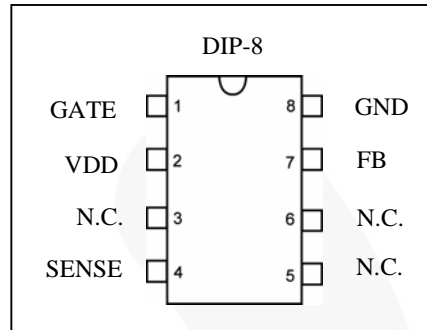 DIP-8
GATE 1 8 GND
VDD 2 7 FB
N.C. 3 6 N.C.
SENSE 4 5 N.C.